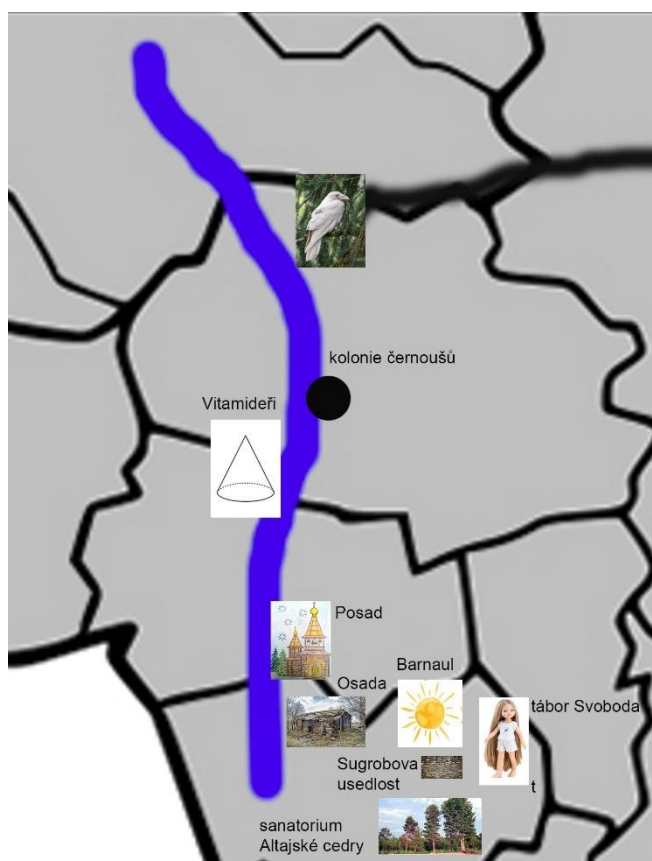 kolonie černoušů
Vitamideři
Posad
Barnaul
Osada
tábor Svoboda
Sugrobova
usedlost
t
sanatorium
Altajské cedry